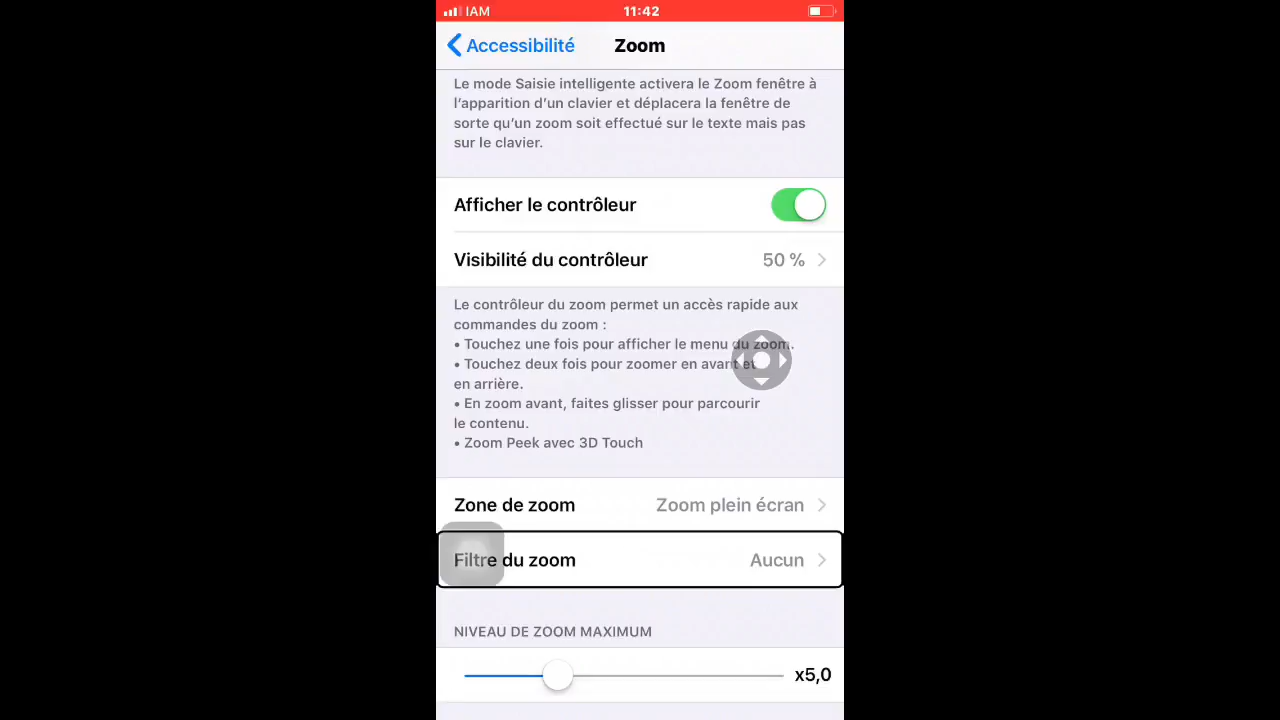 IAM
11:42
Accessibilité
Zoom
Le mode Saisie intelligente activera le Zoom fenêtre à
l'apparition d'un clavier et déplacera la fenêtre de
sorte qu'un zoom soit effectué sur le texte mais pas
sur le clavier.
Afficher le contrôleur
Visibilité du contrôleur 50 %
Le contrôleur du zoom permet un accès rapide aux
commandes du zoom :
• Touchez une fois pour afficher le menu du zoom.
• Touchez deux fois pour zoomer en avant et
en arrière.
• En zoom avant, faites glisser pour parcourir
le contenu.
• Zoom Peek avec 3D Touch
Zone de zoom Zoom plein écran
Filtre du zoom Aucun
NIVEAU DE ZOOM MAXIMUM
x5,0